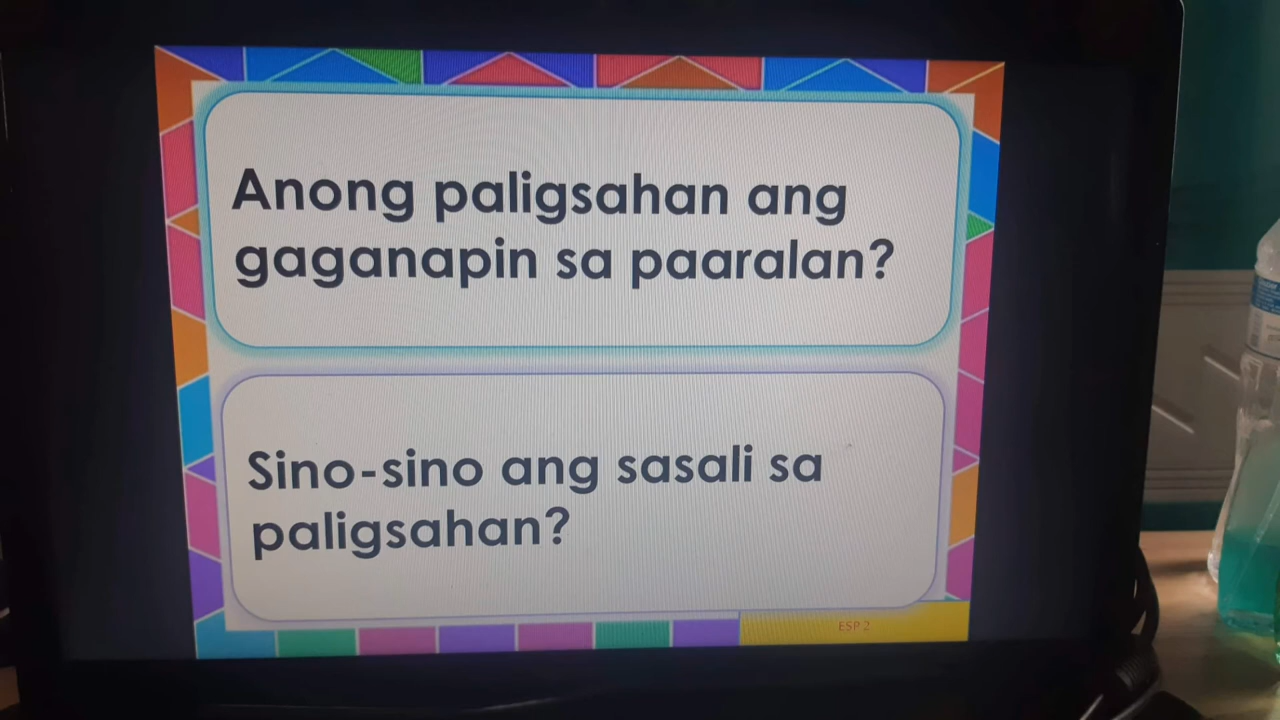 Anong paligsahan ang
gaganapin sa paaralan?
Sino-sino ang sasali sa
paligsahan?
ESP 2